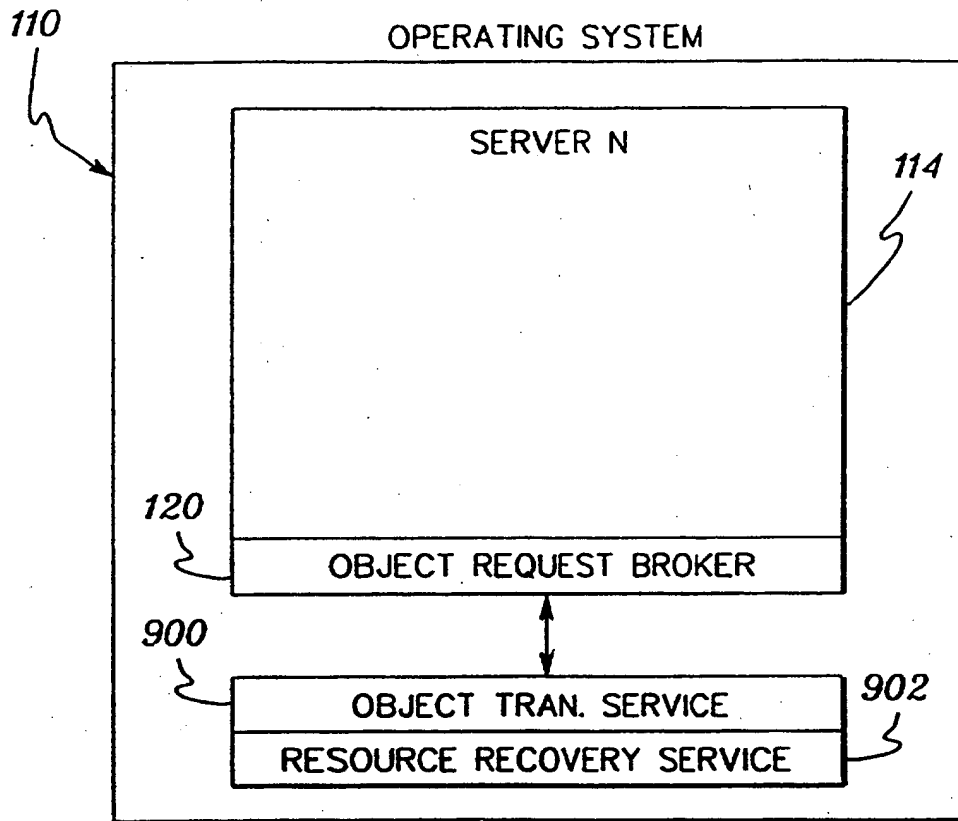 110
OPERATING SYSTEM
SERVER N
114
120
OBJECT REQUEST BROKER
900
OBJECT TRAN. SERVICE
902
RESOURCE RECOVERY SERVICE